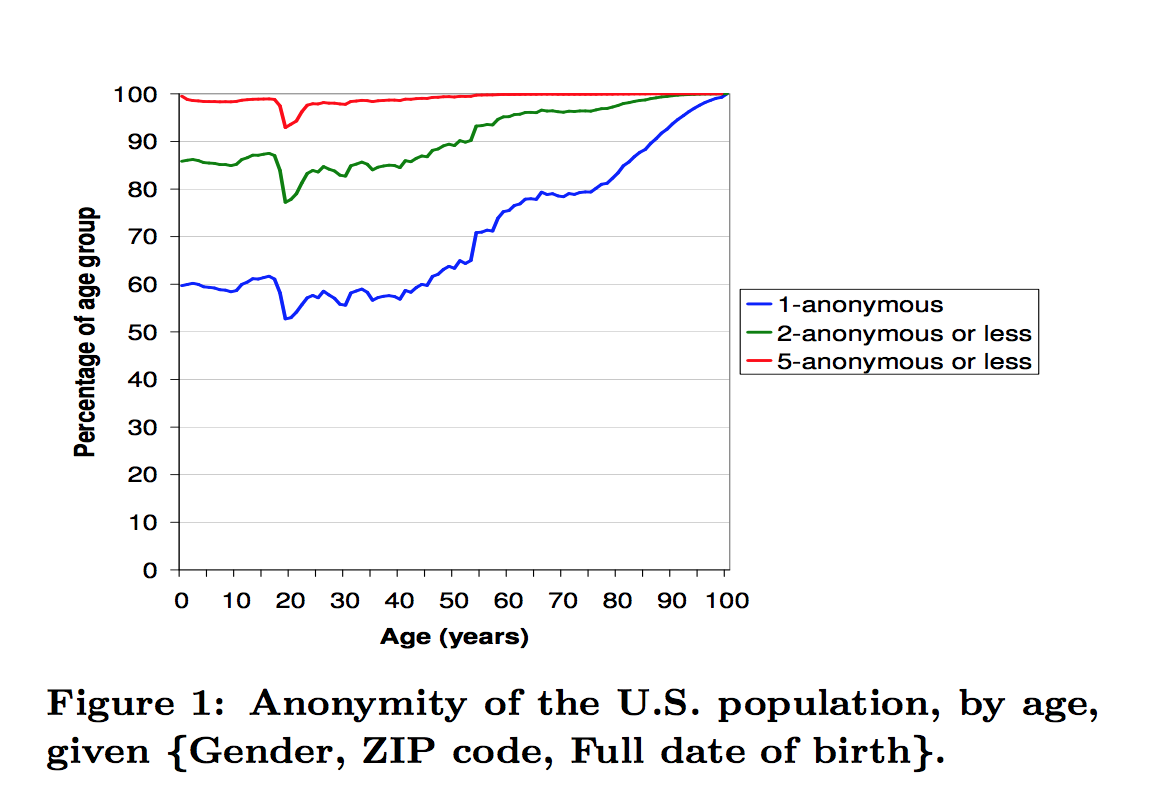 100
90
80
70
60
50
40
30
20
10
0
Percentage of age group
0 10 20 30 40 50 60 70 80 90 100
Age (years)
1-anonymous
2-anonymous or less
5-anonymous or less
Figure 1: Anonymity of the U.S. population, by age,
given {Gender, ZIP code, Full date of birth}.